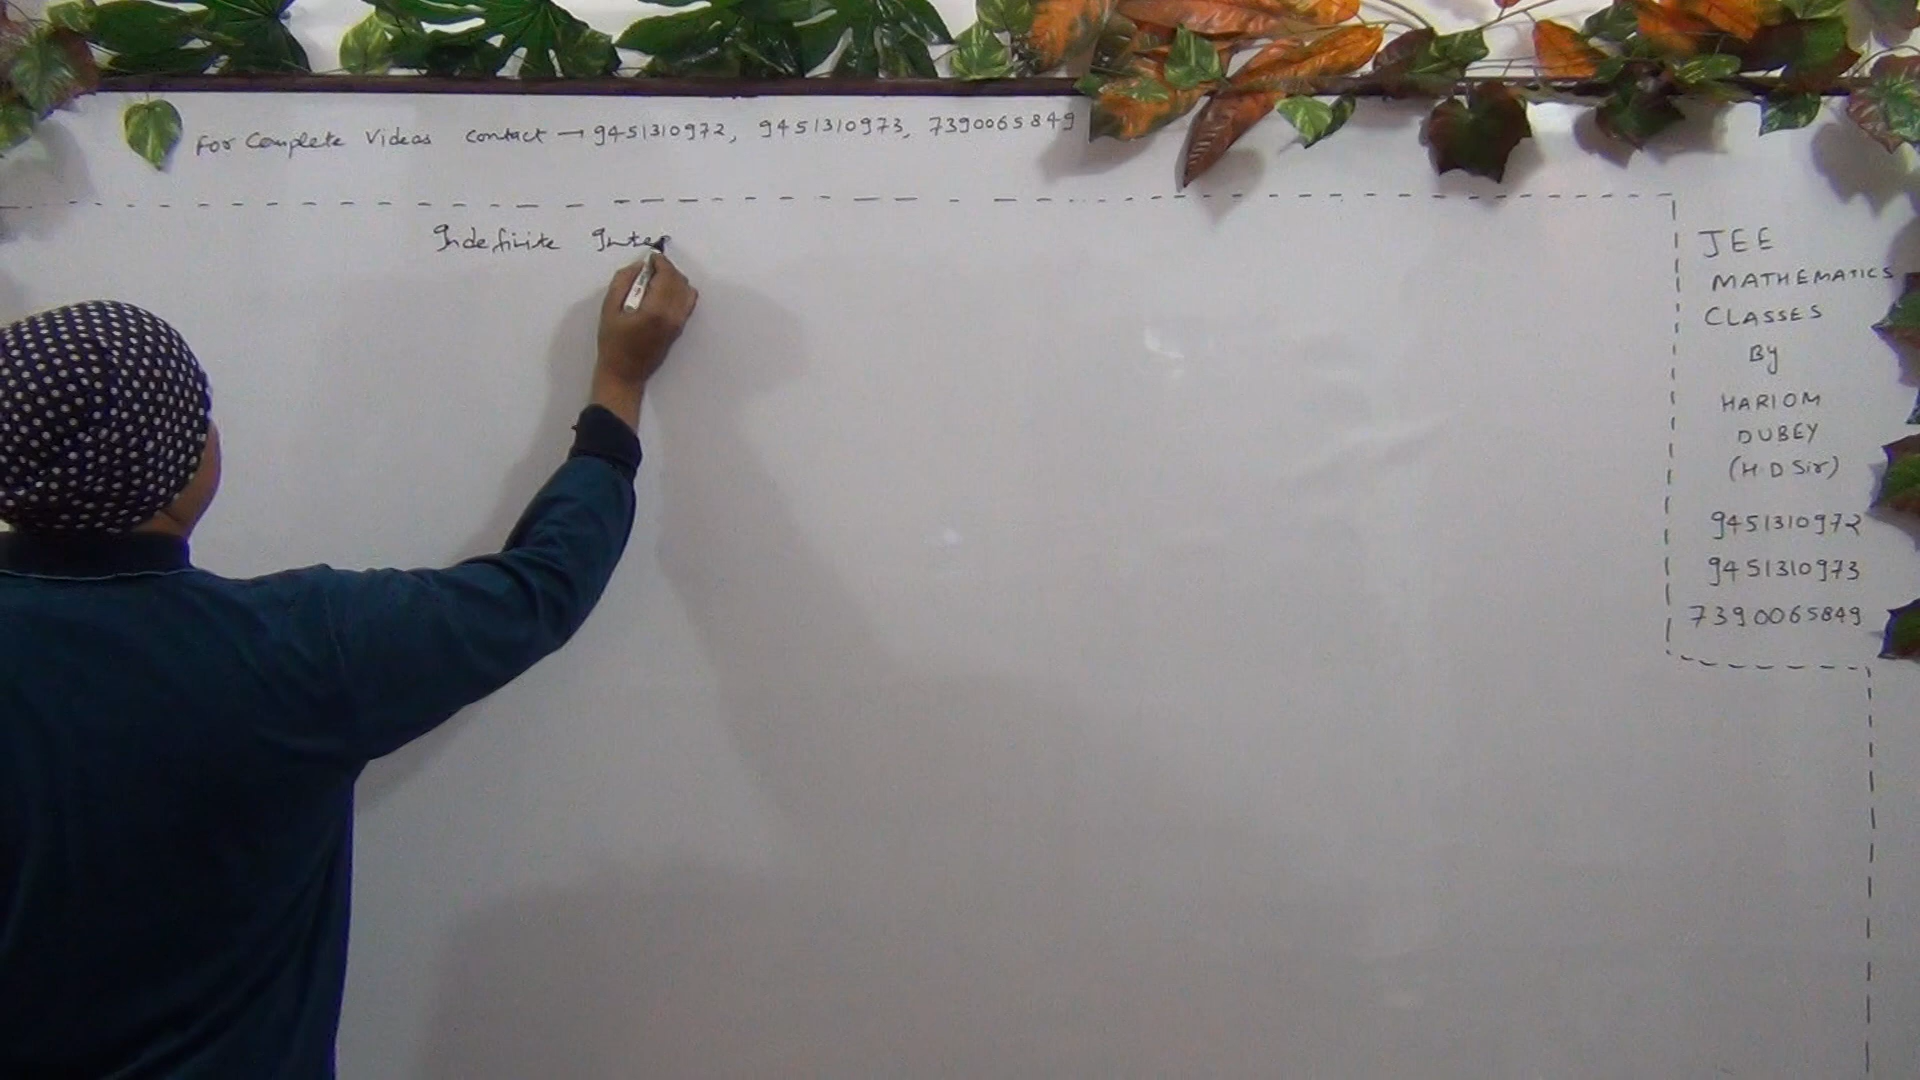 For Complete Videos Contact → 9451310972, 9451310973, 7390065849
Indefinite Inte
JEE
MATHEMATICS
CLASSES
By
HARIOM
DUBEY
(H D Sir)
9451310972
9451310973
7390065849